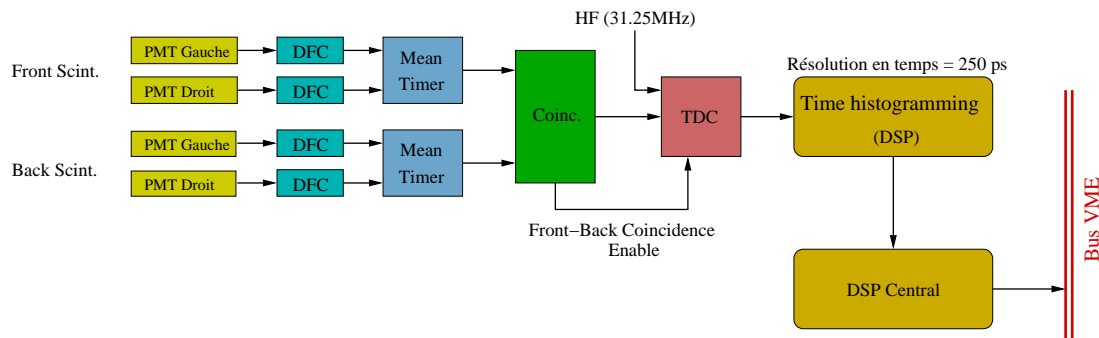 HF (31.25MHz)
Front Scint.
PMT Gauche
DFC
PMT Droit
DFC
Mean
Timer
Back Scint.
PMT Gauche
DFC
PMT Droit
DFC
Mean
Timer
Coinc.
TDC
Front−Back Coincidence
Enable
Résolution en temps = 250 ps
Time histogramming
(DSP)
DSP Central
Bus VME